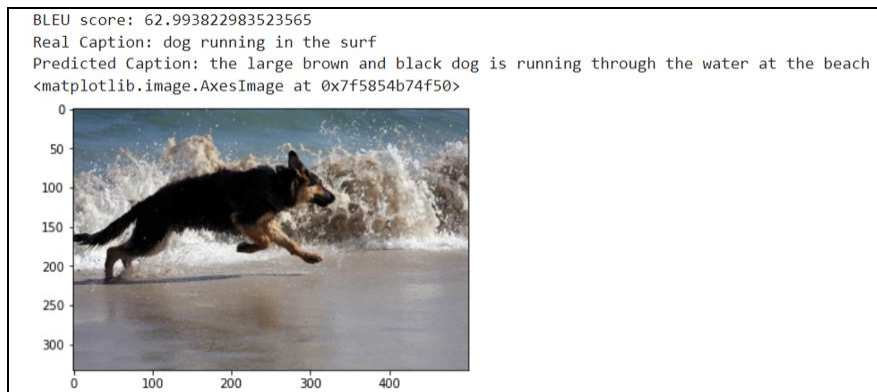 BLEU score: 62.993822983523565
Real Caption: dog running in the surf
Predicted Caption: the large brown and black dog is running through the water at the beach
<matplotlib.image.AxesImage at 0x7f5854b74f50>
0
50
100
150
200
250
300
0 100 200 300 400